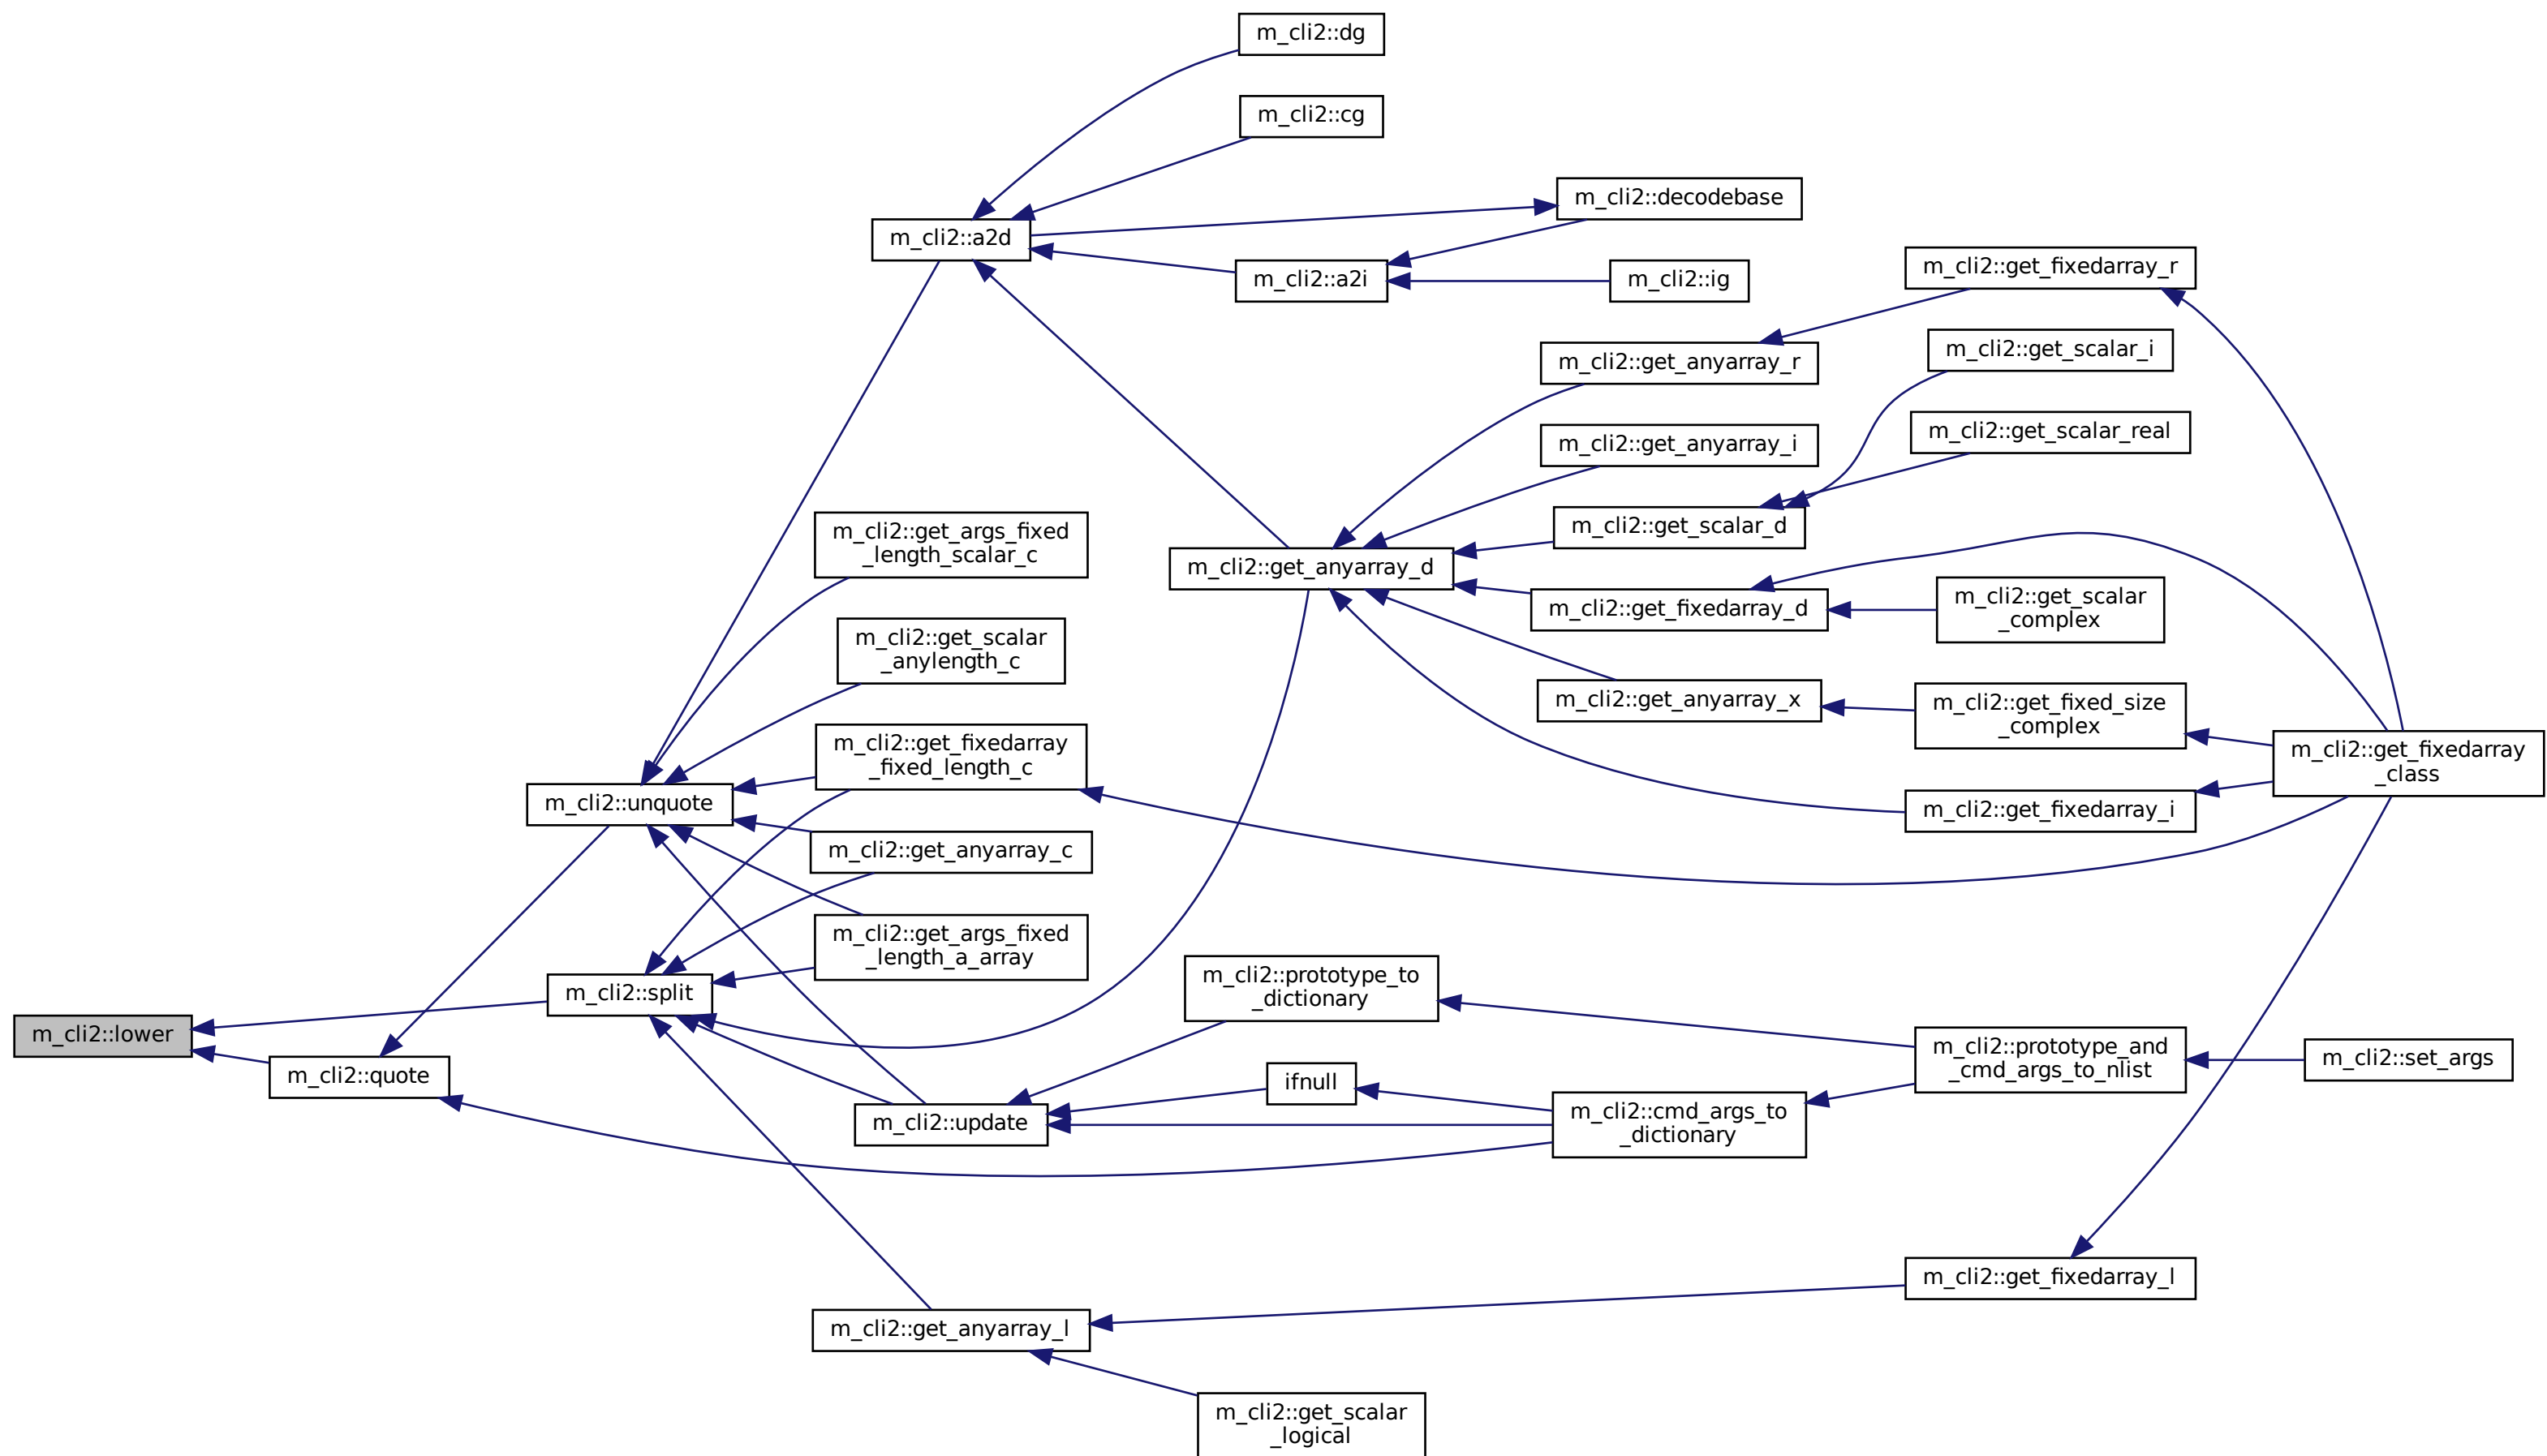 m_cli2::dg
m_cli2::cg
m_cli2::decodebase
m_cli2::a2d
m_cli2::a2i
m_cli2::ig
m_cli2::get_fixedarray_r
m_cli2::get_scalar_i
m_cli2::get_anyarray_r
m_cli2::get_scalar_real
m_cli2::get_anyarray_i
m_cli2::get_scalar_d
m_cli2::get_args_fixed
_length_scalar_c
m_cli2::get_anyarray_d
m_cli2::get_fixedarray_d
m_cli2::get_scalar
_complex
m_cli2::get_scalar
_anylength_c
m_cli2::get_anyarray_x
m_cli2::get_fixed_size
_complex
m_cli2::get_fixedarray
_fixed_length_c
m_cli2::get_fixedarray
_class
m_cli2::unquote
m_cli2::get_fixedarray_i
m_cli2::get_anyarray_c
m_cli2::get_args_fixed
_length_a_array
m_cli2::split
m_cli2::prototype_to
_dictionary
m_cli2::lower
m_cli2::quote
m_cli2::prototype_and
_cmd_args_to_nlist
m_cli2::set_args
ifnull
m_cli2::update
m_cli2::cmd_args_to
_dictionary
m_cli2::get_fixedarray_l
m_cli2::get_anyarray_l
m_cli2::get_scalar
_logical